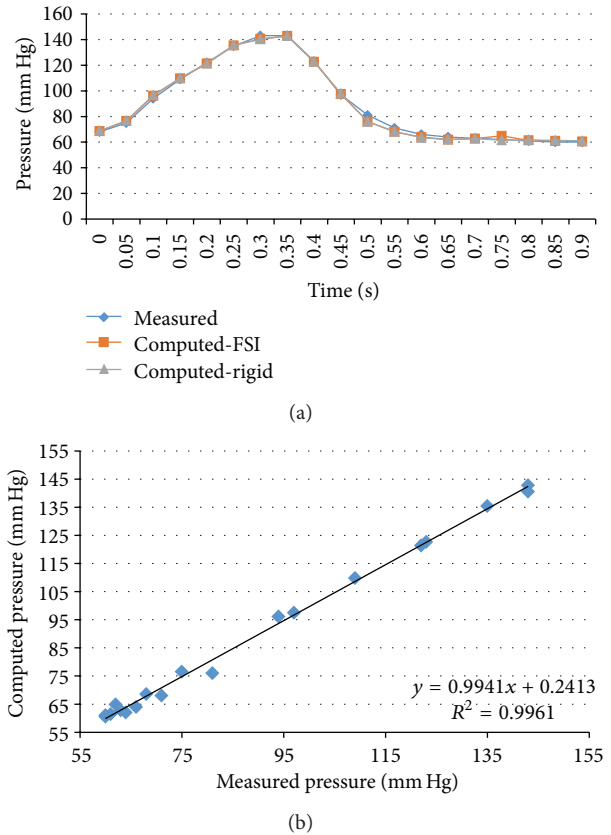 160
140
120
100
80
60
40
20
0
Pressure (mm Hg)
0 0.05 0.1 0.15 0.2 0.25 0.3 0.35 0.4 0.45 0.5 0.55 0.6 0.65 0.7 0.75 0.8 0.85 0.9
Time (s)
Measured
Computed-FSI
Computed-rigid
(a)
155
145
135
125
115
105
95
85
75
65
55
Computed pressure (mm Hg)
y = 0.9941x + 0.2413
R² = 0.9961
55 75 95 115 135 155
Measured pressure (mm Hg)
(b)